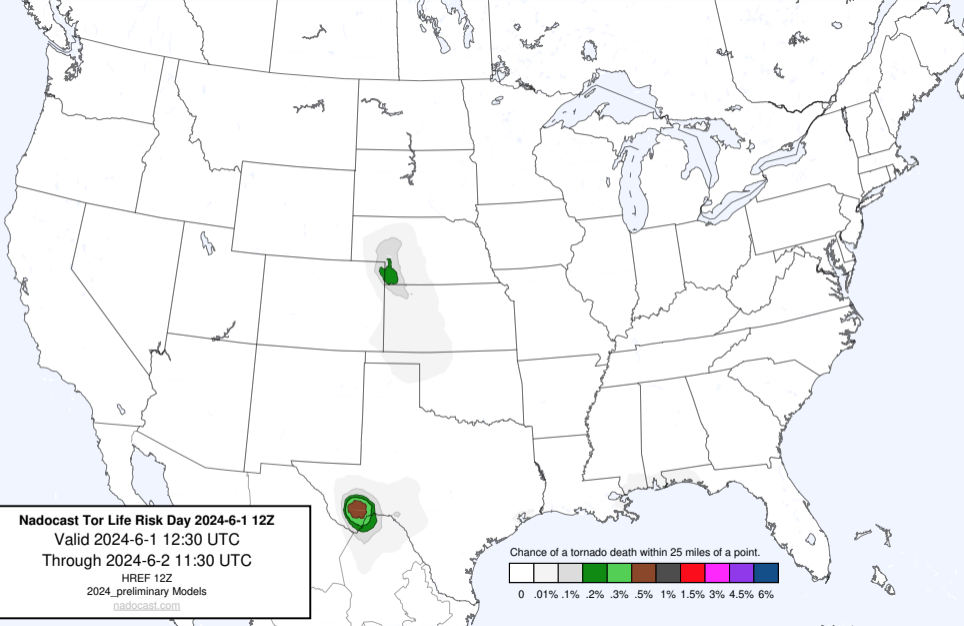 Nadocast Tor Life Risk Day 2024-6-1 12Z
Valid 2024-6-1 12:30 UTC
Through 2024-6-2 11:30 UTC
HREF 12Z
2024_preliminary Models
nadocast.com
Chance of a tornado death within 25 miles of a point.
0 .01% .1% .2% .3% .5% 1% 1.5% 3% 4.5% 6%